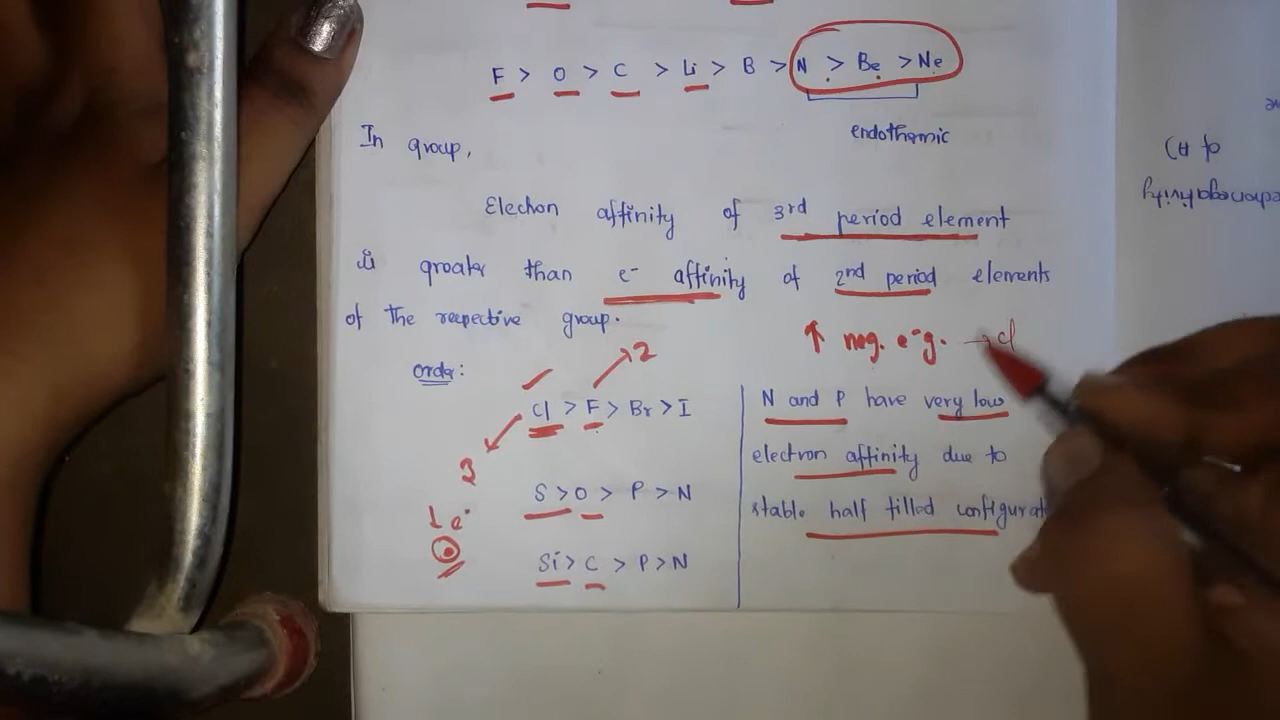 F > O > C > Li > B > N > Be > Ne
endothemic
In group,
Electron affinity of 3rd period element
is greater than e- affinity of 2nd period elements
of the respective group.
↑ neg. e-g. → cl
order:
→ 2
Cl > F > Br > I
3
1 e-
S > O > P > N
Si > C > P > N
N and P have very low
electron affinity due to
stable half filled configurat
of A)